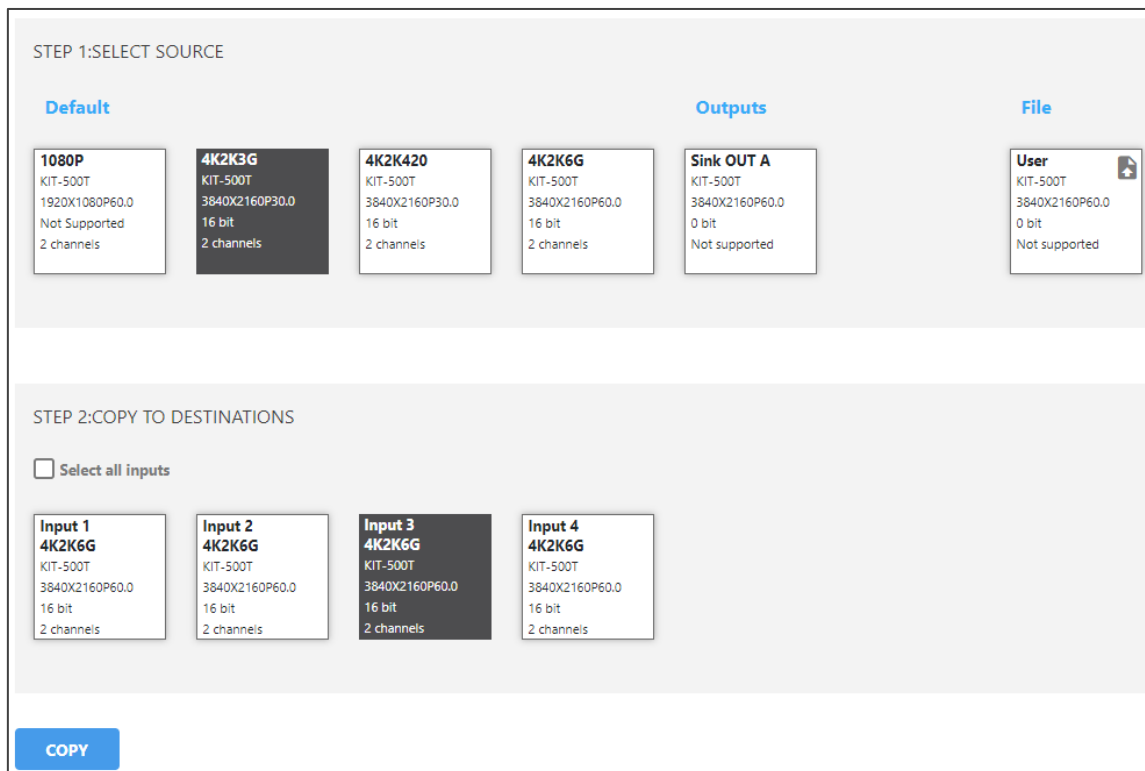 STEP 1:SELECT SOURCE
Default
Outputs
File
1080P
KIT-500T
1920X1080P60.0
Not Supported
2 channels
4K2K3G
KIT-500T
3840X2160P30.0
16 bit
2 channels
4K2K420
KIT-500T
3840X2160P30.0
16 bit
2 channels
4K2K6G
KIT-500T
3840X2160P60.0
16 bit
2 channels
Sink OUT A
KIT-500T
3840X2160P60.0
0 bit
Not supported
User
KIT-500T
3840X2160P60.0
0 bit
Not supported
STEP 2:COPY TO DESTINATIONS
Select all inputs
Input 1
4K2K6G
KIT-500T
3840X2160P60.0
16 bit
2 channels
Input 2
4K2K6G
KIT-500T
3840X2160P60.0
16 bit
2 channels
Input 3
4K2K6G
KIT-500T
3840X2160P60.0
16 bit
2 channels
Input 4
4K2K6G
KIT-500T
3840X2160P60.0
16 bit
2 channels
COPY